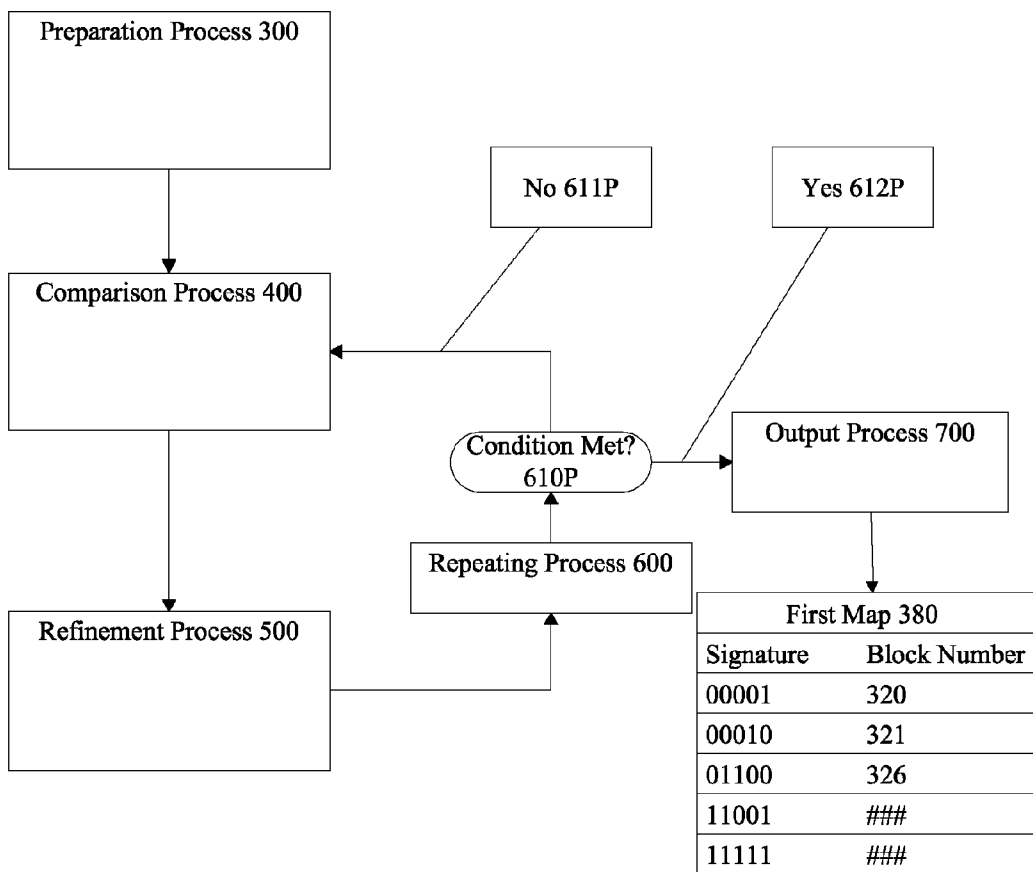 Preparation Process 300
No 611P
Yes 612P
Comparison Process 400
Condition Met?
610P
Output Process 700
Repeating Process 600
Refinement Process 500
First Map 380
Signature Block Number
00001 320
00010 321
01100 326
11001 ###
11111 ###